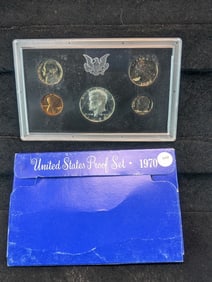 United States Proof Set · 1970